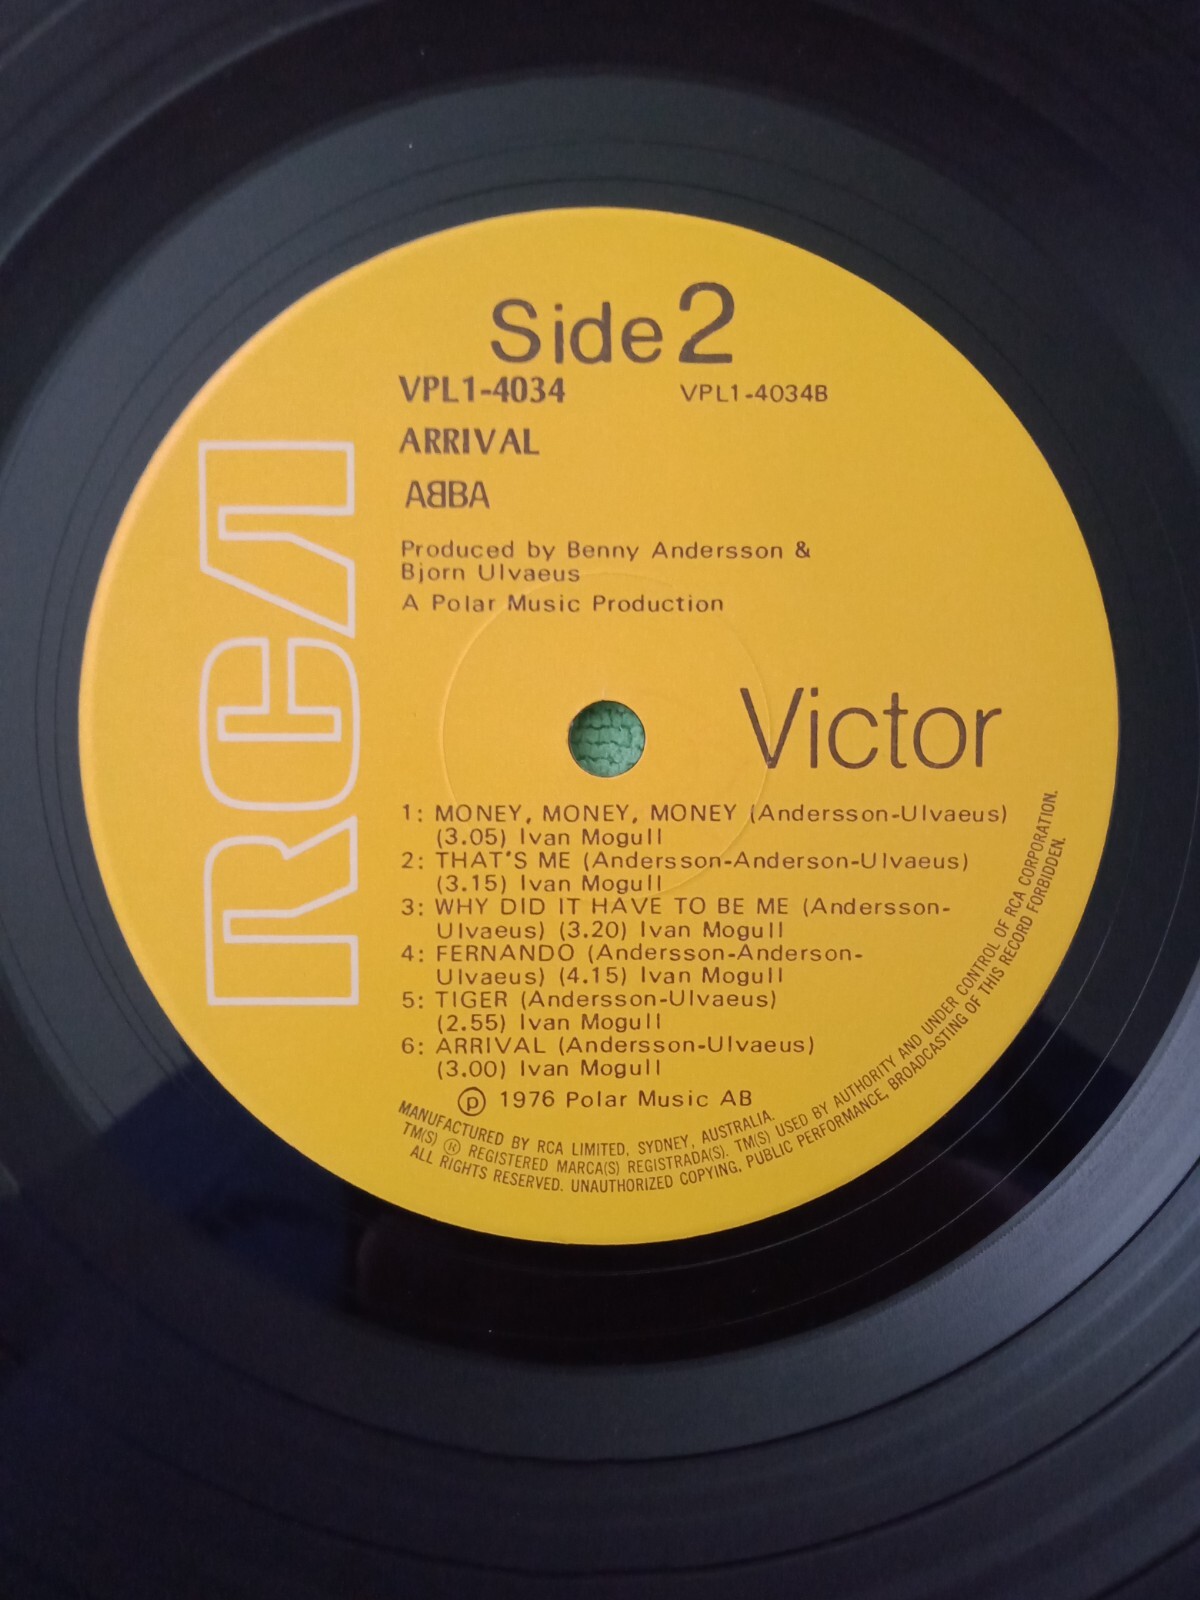 Side 2
VPL1-4034 VPL1-4034B
ARRIVAL
ABBA
Produced by Benny Andersson &
Bjorn Ulvaeus
A Polar Music Production
RCA
Victor
1: MONEY, MONEY, MONEY (Andersson-Ulvaeus)
(3.05) Ivan Mogull
2: THAT'S ME (Andersson-Anderson-Ulvaeus)
(3.15) Ivan Mogull
3: WHY DID IT HAVE TO BE ME (Andersson-
Ulvaeus) (3.20) Ivan Mogull
4: FERNANDO (Andersson-Anderson-
Ulvaeus) (4.15) Ivan Mogull
5: TIGER (Andersson-Ulvaeus)
(2.55) Ivan Mogull
6: ARRIVAL (Andersson-Ulvaeus)
(3.00) Ivan Mogull
℗ 1976 Polar Music AB
MANUFACTURED BY RCA LIMITED, SYDNEY, AUSTRALIA.
TM(S) ® REGISTERED MARCA(S) REGISTRADA(S). TM(S) USED BY AUTHORITY AND UNDER CONTROL OF RCA CORPORATION.
ALL RIGHTS RESERVED. UNAUTHORIZED COPYING, PUBLIC PERFORMANCE, BROADCASTING OF THIS RECORD FORBIDDEN.